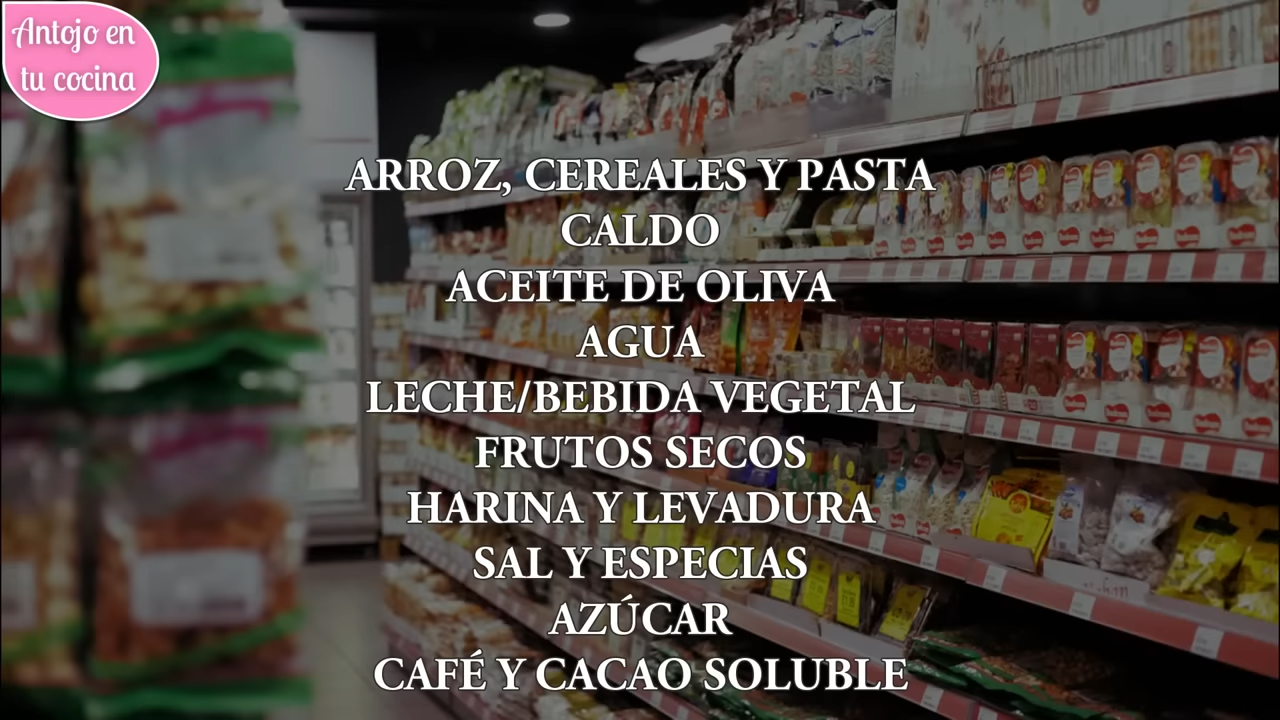 Antojo en
tu cocina
ARROZ, CEREALES Y PASTA
CALDO
ACEITE DE OLIVA
AGUA
LECHE/BEBIDA VEGETAL
FRUTOS SECOS
HARINA Y LEVADURA
SAL Y ESPECIAS
AZÚCAR
CAFÉ Y CACAO SOLUBLE